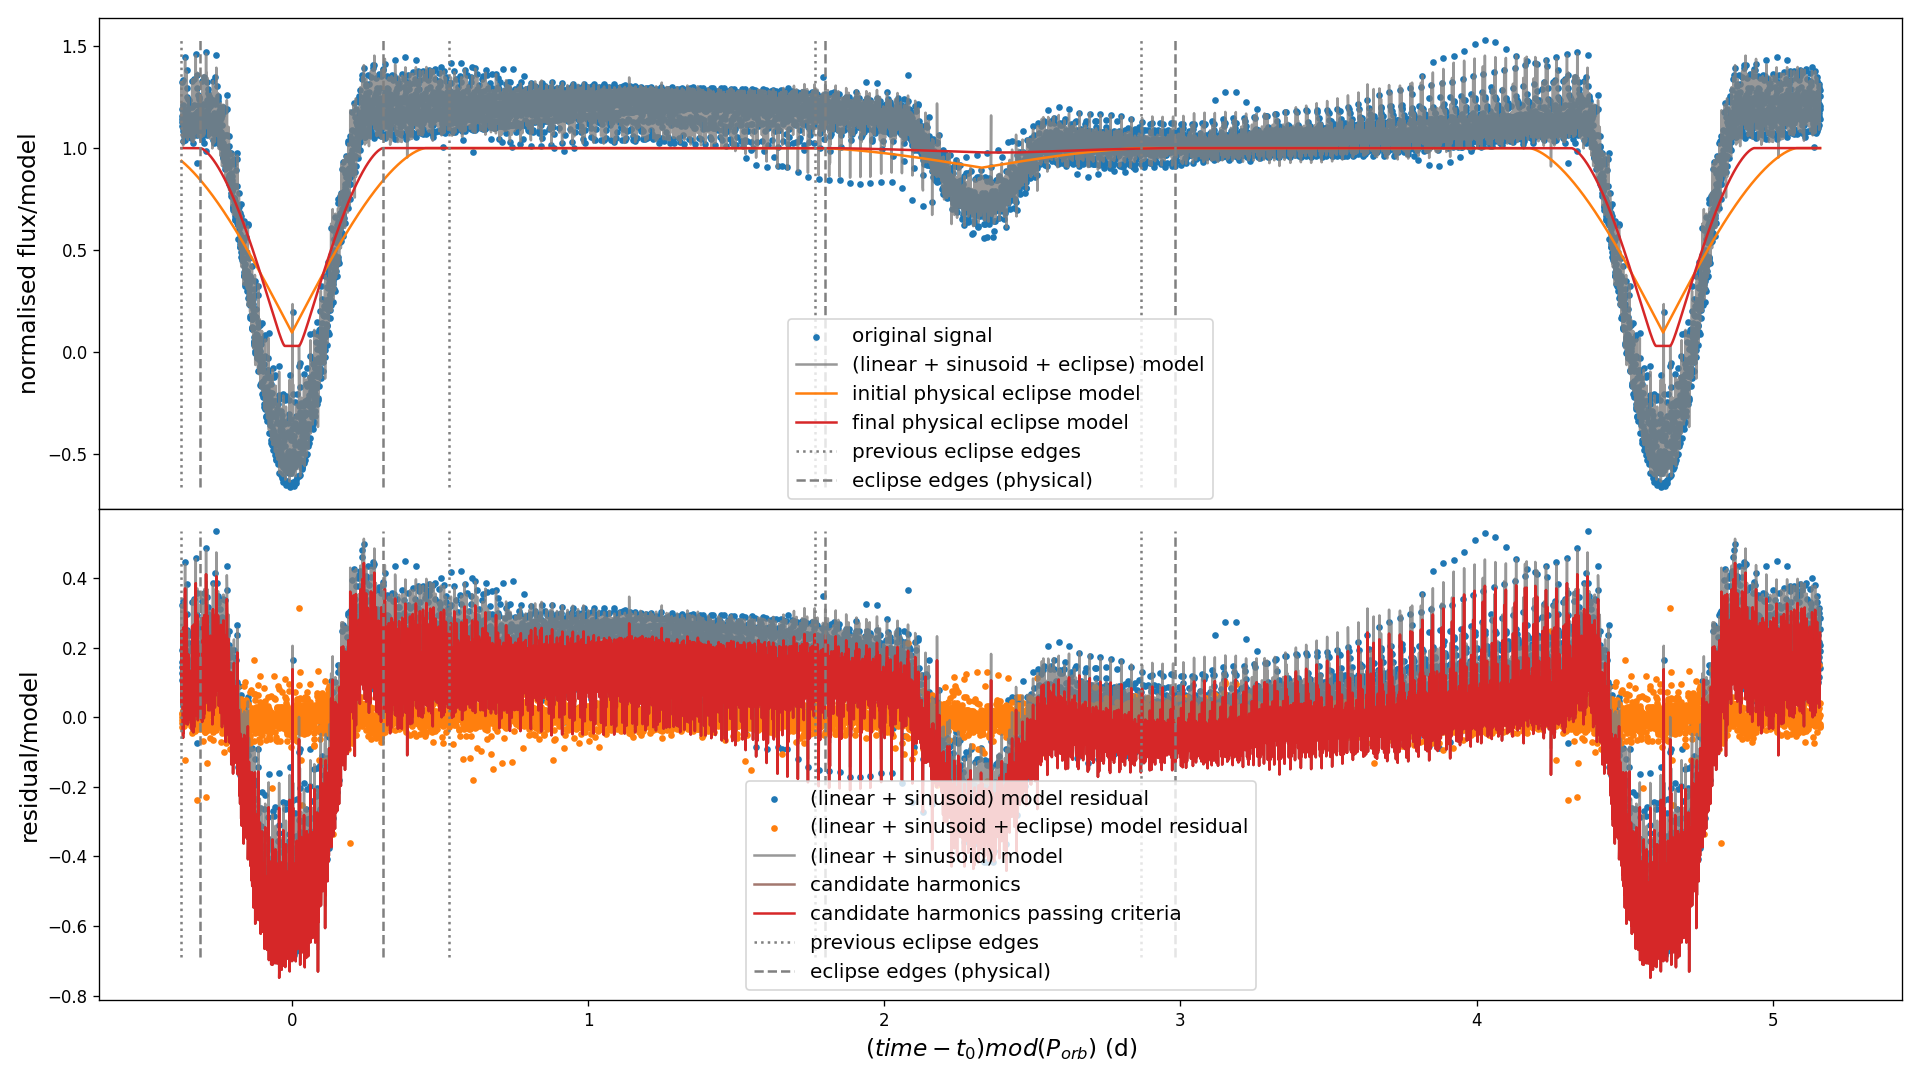 normalised flux/model
1.5
1.0
0.5
0.0
−0.5
original signal
(linear + sinusoid + eclipse) model
initial physical eclipse model
final physical eclipse model
previous eclipse edges
eclipse edges (physical)
residual/model
0.4
0.2
0.0
−0.2
−0.4
−0.6
−0.8
(linear + sinusoid) model residual
(linear + sinusoid + eclipse) model residual
(linear + sinusoid) model
candidate harmonics
candidate harmonics passing criteria
previous eclipse edges
eclipse edges (physical)
0 1 2 3 4 5
(time − t₀)mod(P_orb) (d)